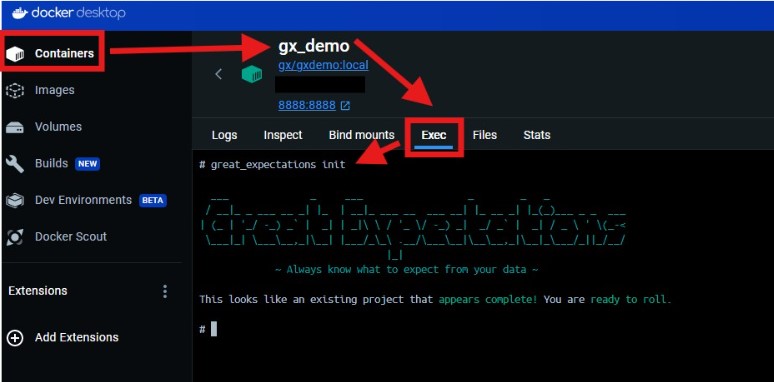 docker desktop
Containers
Images
Volumes
Builds NEW
Dev Environments BETA
Docker Scout
Extensions
Add Extensions
gx_demo
gx/gxdemo:local
8888:8888
Logs Inspect Bind mounts Exec Files Stats
# great_expectations init
Great Expectations
~ Always know what to expect from your data ~
This looks like an existing project that appears complete! You are ready to roll.
#